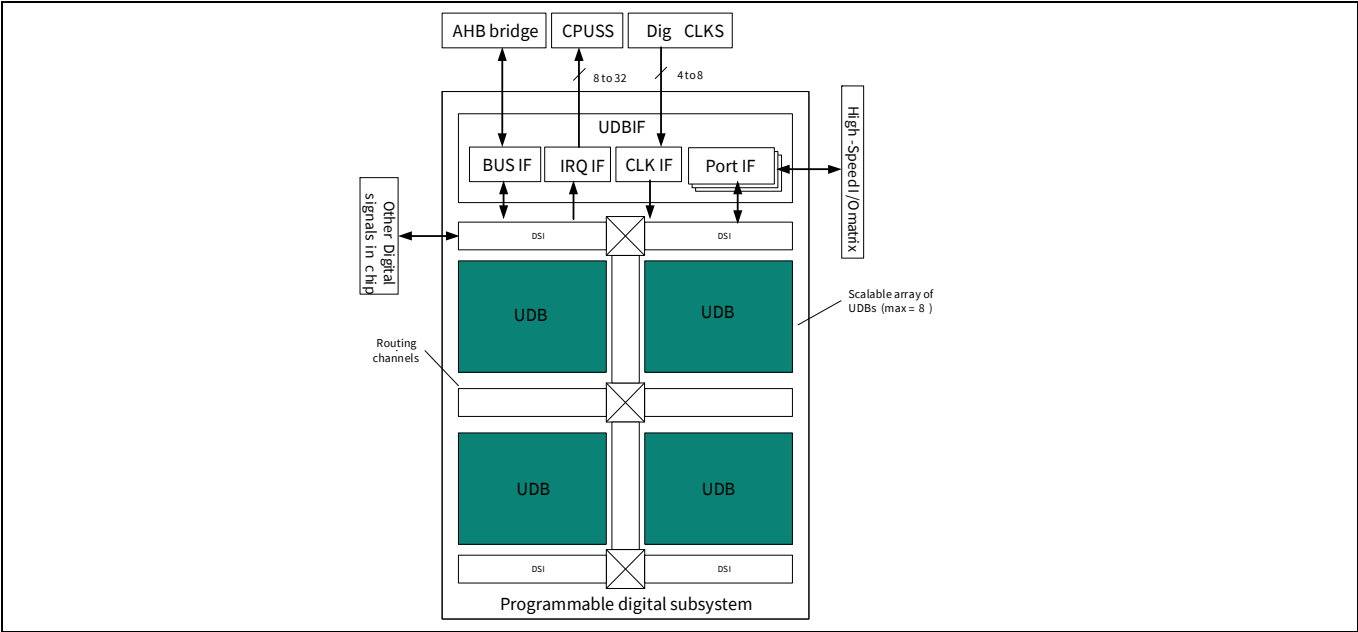 AHB bridge
CPUSS
Dig CLKS
8 to 32
4 to 8
UDBIF
BUS IF
IRQ IF
CLK IF
Port IF
High -Speed I/O matrix
Other Digital
signals in chip
DSI
DSI
UDB
UDB
Scalable array of
UDBs (max = 8 )
Routing
channels
UDB
UDB
DSI
DSI
Programmable digital subsystem